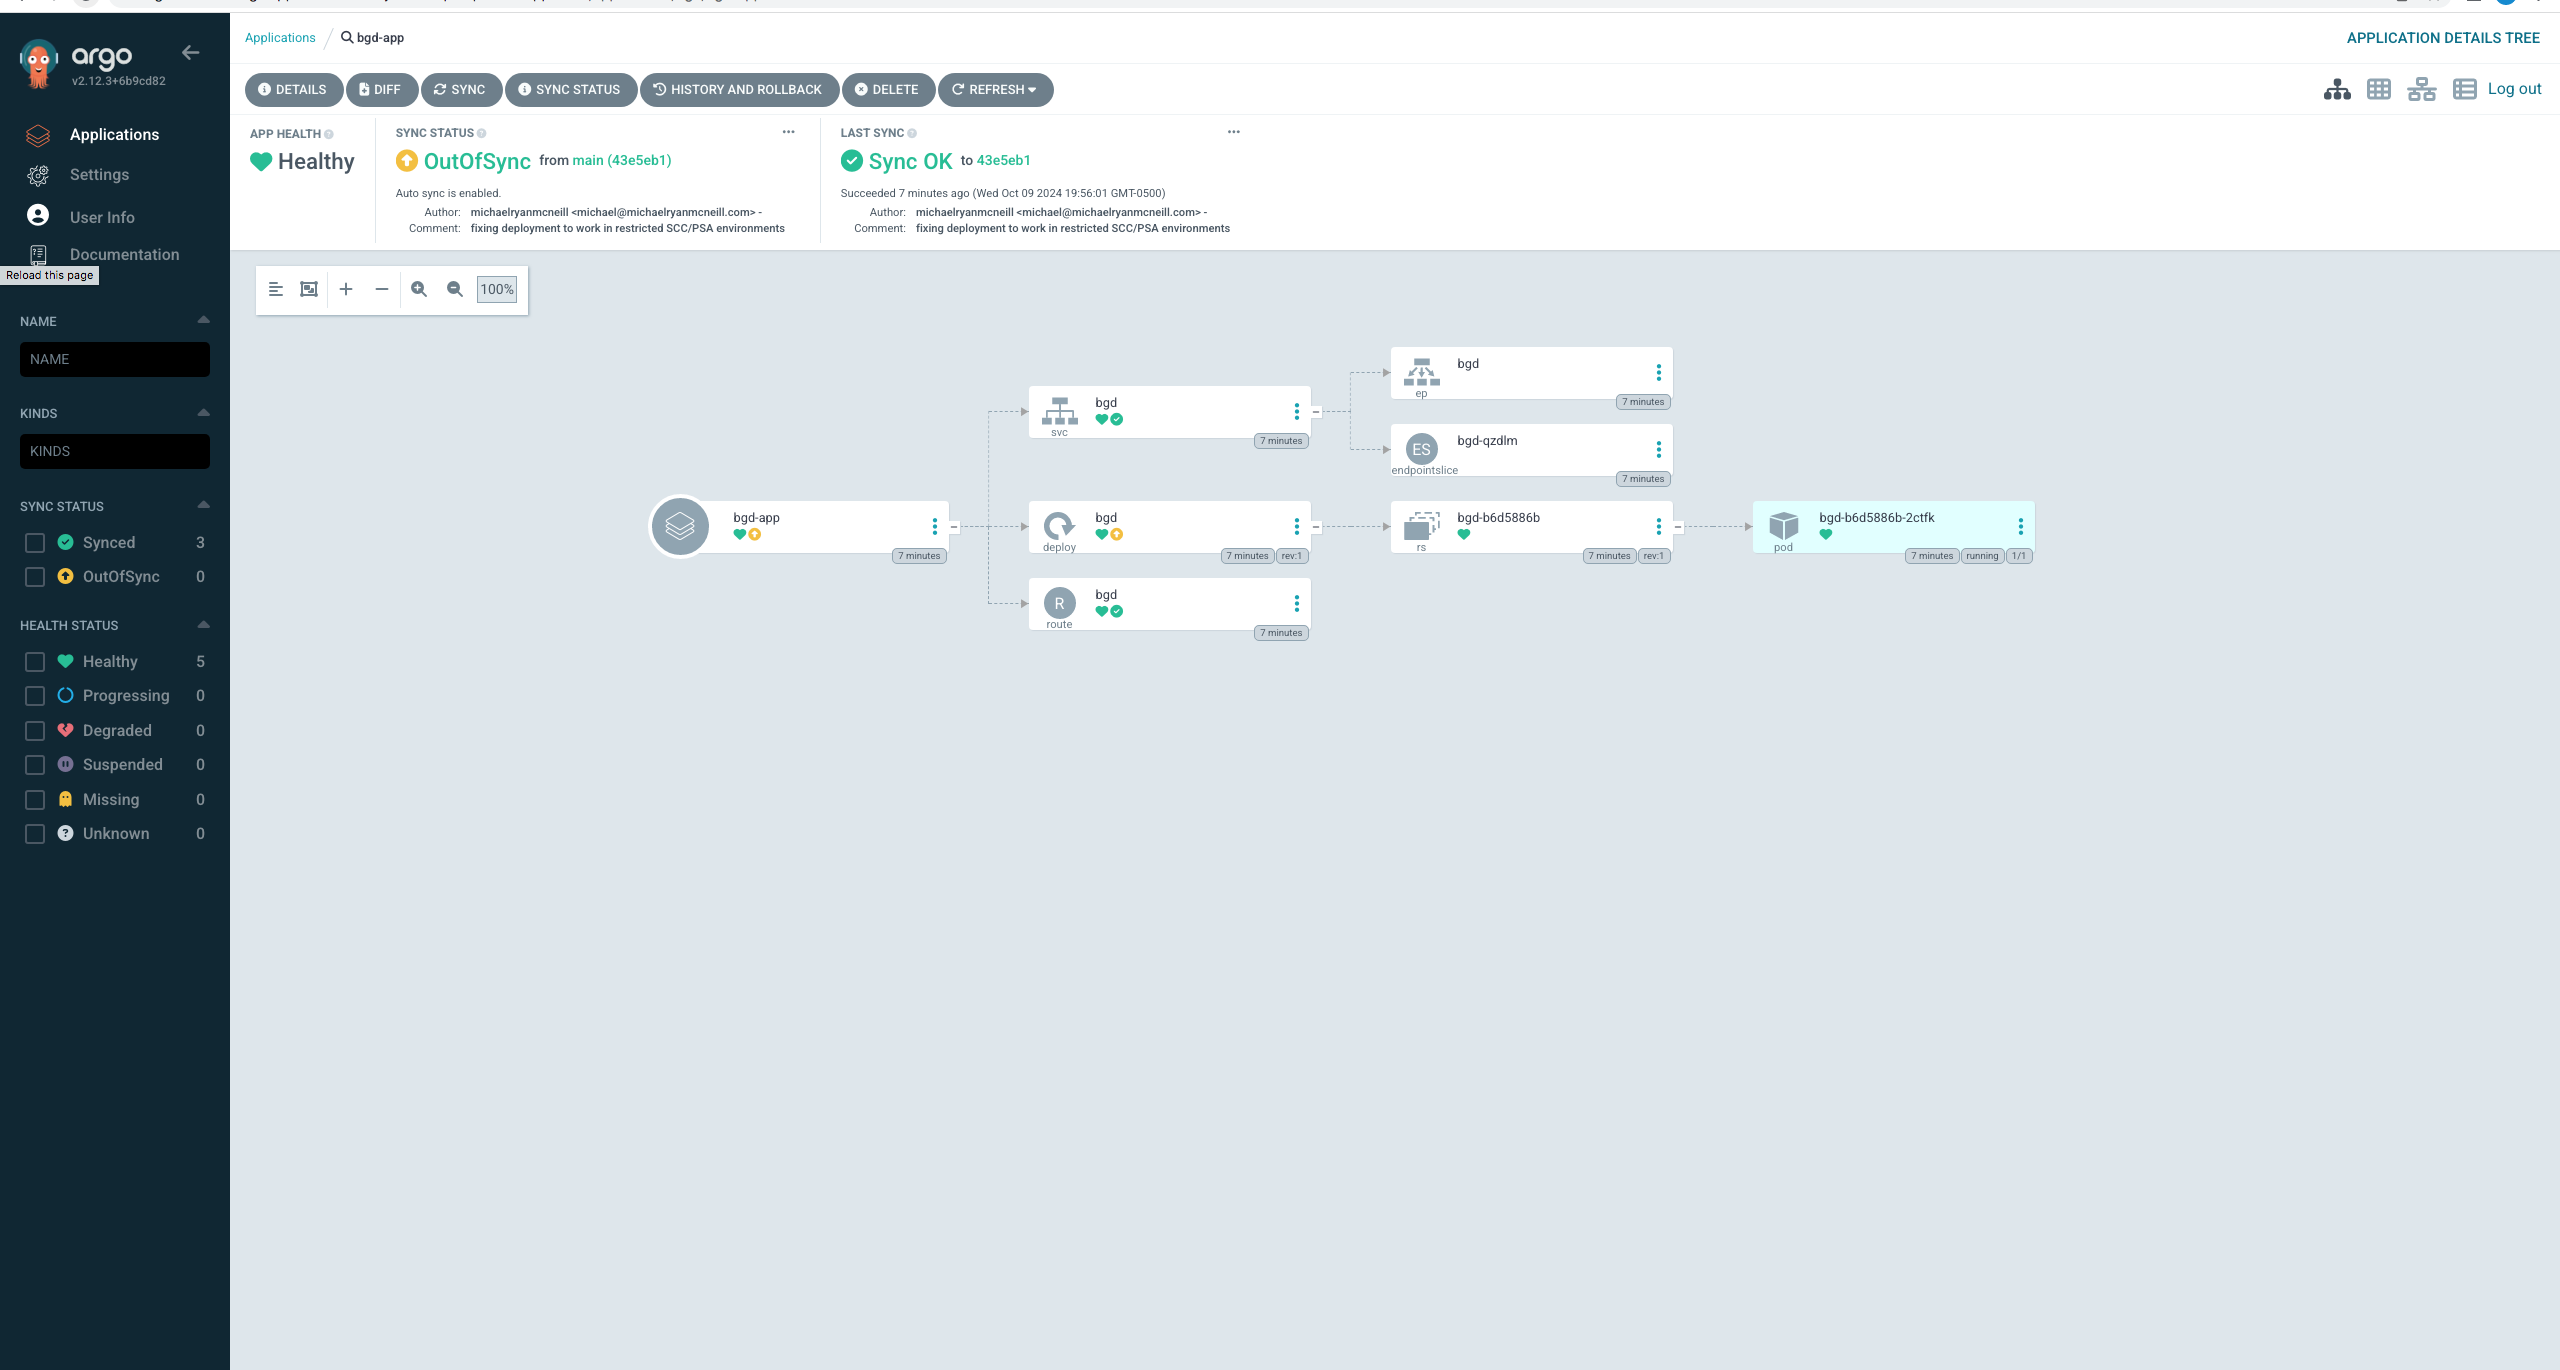 argo
v2.12.3+6b9cd82
Applications
Settings
User Info
Documentation
Reload this page
NAME
NAME
KINDS
KINDS
SYNC STATUS
Synced 3
OutOfSync 0
HEALTH STATUS
Healthy 5
Progressing 0
Degraded 0
Suspended 0
Missing 0
Unknown 0
Applications / bgd-app
APPLICATION DETAILS TREE
DETAILS DIFF SYNC SYNC STATUS HISTORY AND ROLLBACK DELETE REFRESH
Log out
APP HEALTH
Healthy
SYNC STATUS
OutOfSync from main (43e5eb1)
Auto sync is enabled.
Author: michaelryanmcneill <michael@michaelryanmcneill.com> -
Comment: fixing deployment to work in restricted SCC/PSA environments
LAST SYNC
Sync OK to 43e5eb1
Succeeded 7 minutes ago (Wed Oct 09 2024 19:56:01 GMT-0500)
Author: michaelryanmcneill <michael@michaelryanmcneill.com> -
Comment: fixing deployment to work in restricted SCC/PSA environments
100%
bgd-app
7 minutes
bgd
svc
7 minutes
bgd
deploy
7 minutes rev:1
R
bgd
route
7 minutes
bgd
ep
7 minutes
ES
bgd-qzdlm
endpointslice
7 minutes
bgd-b6d5886b
rs
7 minutes rev:1
bgd-b6d5886b-2ctfk
pod
7 minutes running 1/1